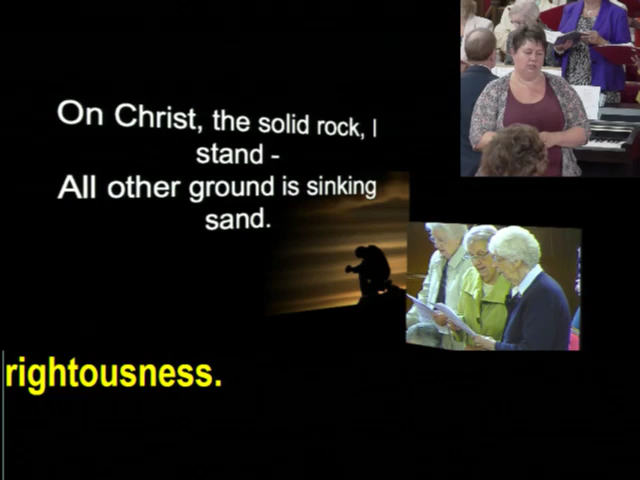 On Christ, the solid rock, I
stand -
All other ground is sinking
sand.
rightousness.